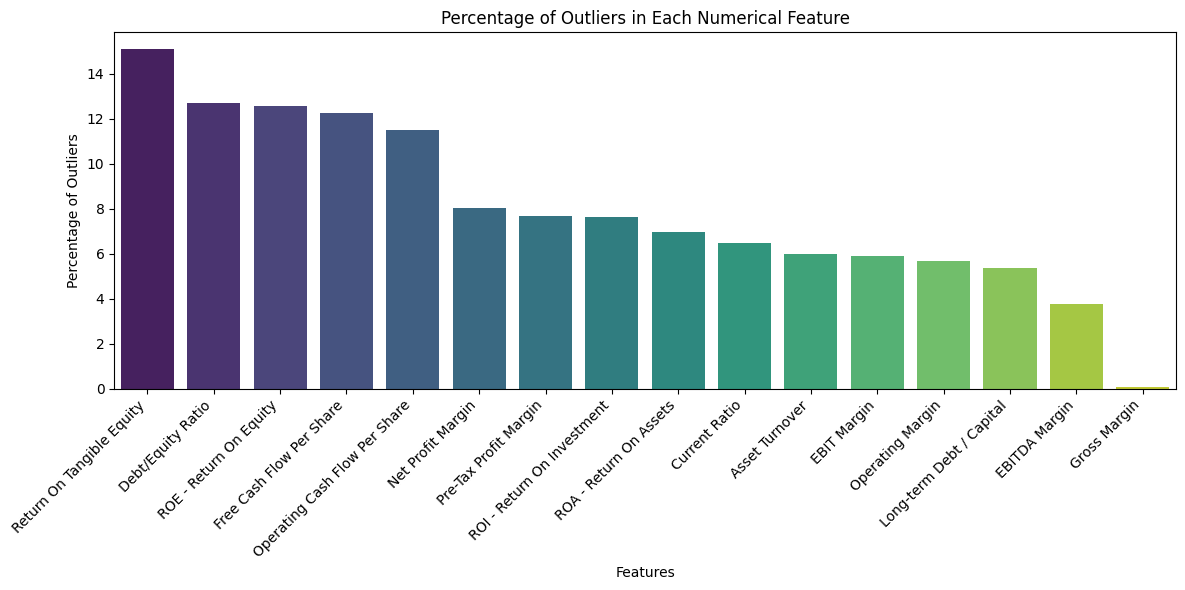 Percentage of Outliers in Each Numerical Feature
Percentage of Outliers
14
12
10
8
6
4
2
0
Return On Tangible Equity
Debt/Equity Ratio
ROE - Return On Equity
Free Cash Flow Per Share
Operating Cash Flow Per Share
Net Profit Margin
Pre-Tax Profit Margin
ROI - Return On Investment
ROA - Return On Assets
Current Ratio
Asset Turnover
EBIT Margin
Operating Margin
Long-term Debt / Capital
EBITDA Margin
Gross Margin
Features